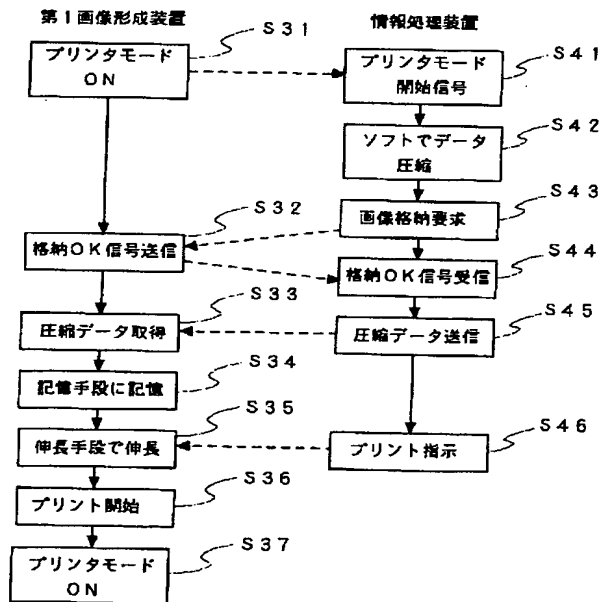 第1画像形成装置
情報処理装置
プリンタモード
ON
S31
プリンタモード
開始信号
S41
ソフトでデータ
圧縮
S42
画像格納要求
S43
格納OK信号送信
S32
格納OK信号受信
S44
圧縮データ取得
S33
圧縮データ送信
S45
記憶手段に記憶
S34
伸長手段で伸長
S35
プリント指示
S46
プリント開始
S36
プリンタモード
ON
S37